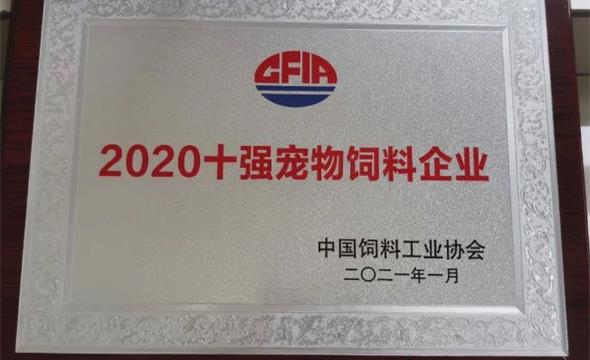 CFIA
2020十强宠物饲料企业
中国饲料工业协会
二〇二一年一月